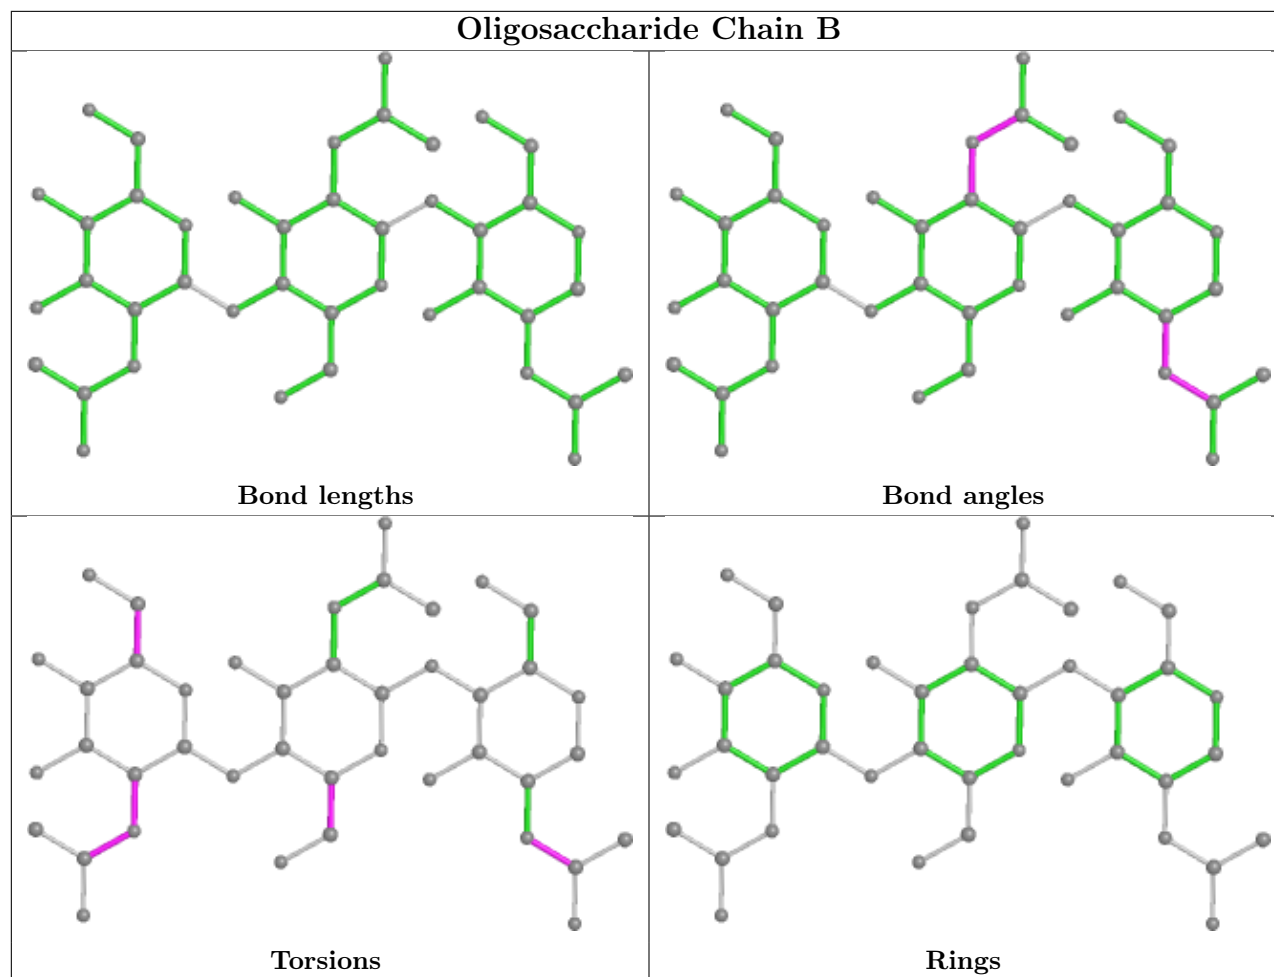 Oligosaccharide Chain B
Bond lengths
Bond angles
Torsions
Rings